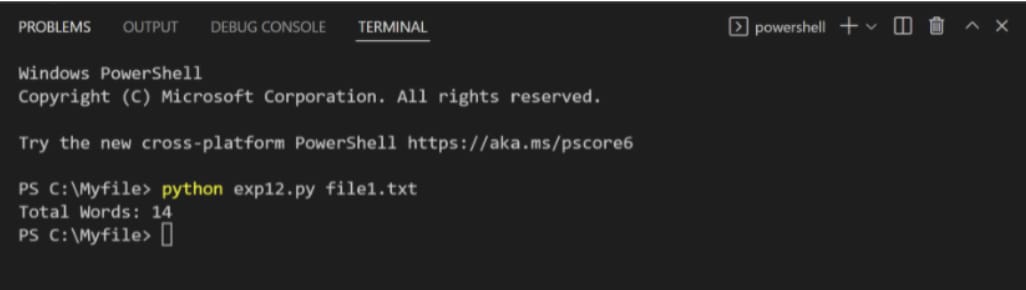 PROBLEMS OUTPUT DEBUG CONSOLE TERMINAL powershell
Windows PowerShell
Copyright (C) Microsoft Corporation. All rights reserved.
Try the new cross-platform PowerShell https://aka.ms/pscore6
PS C:\Myfile> python exp12.py file1.txt
Total Words: 14
PS C:\Myfile>